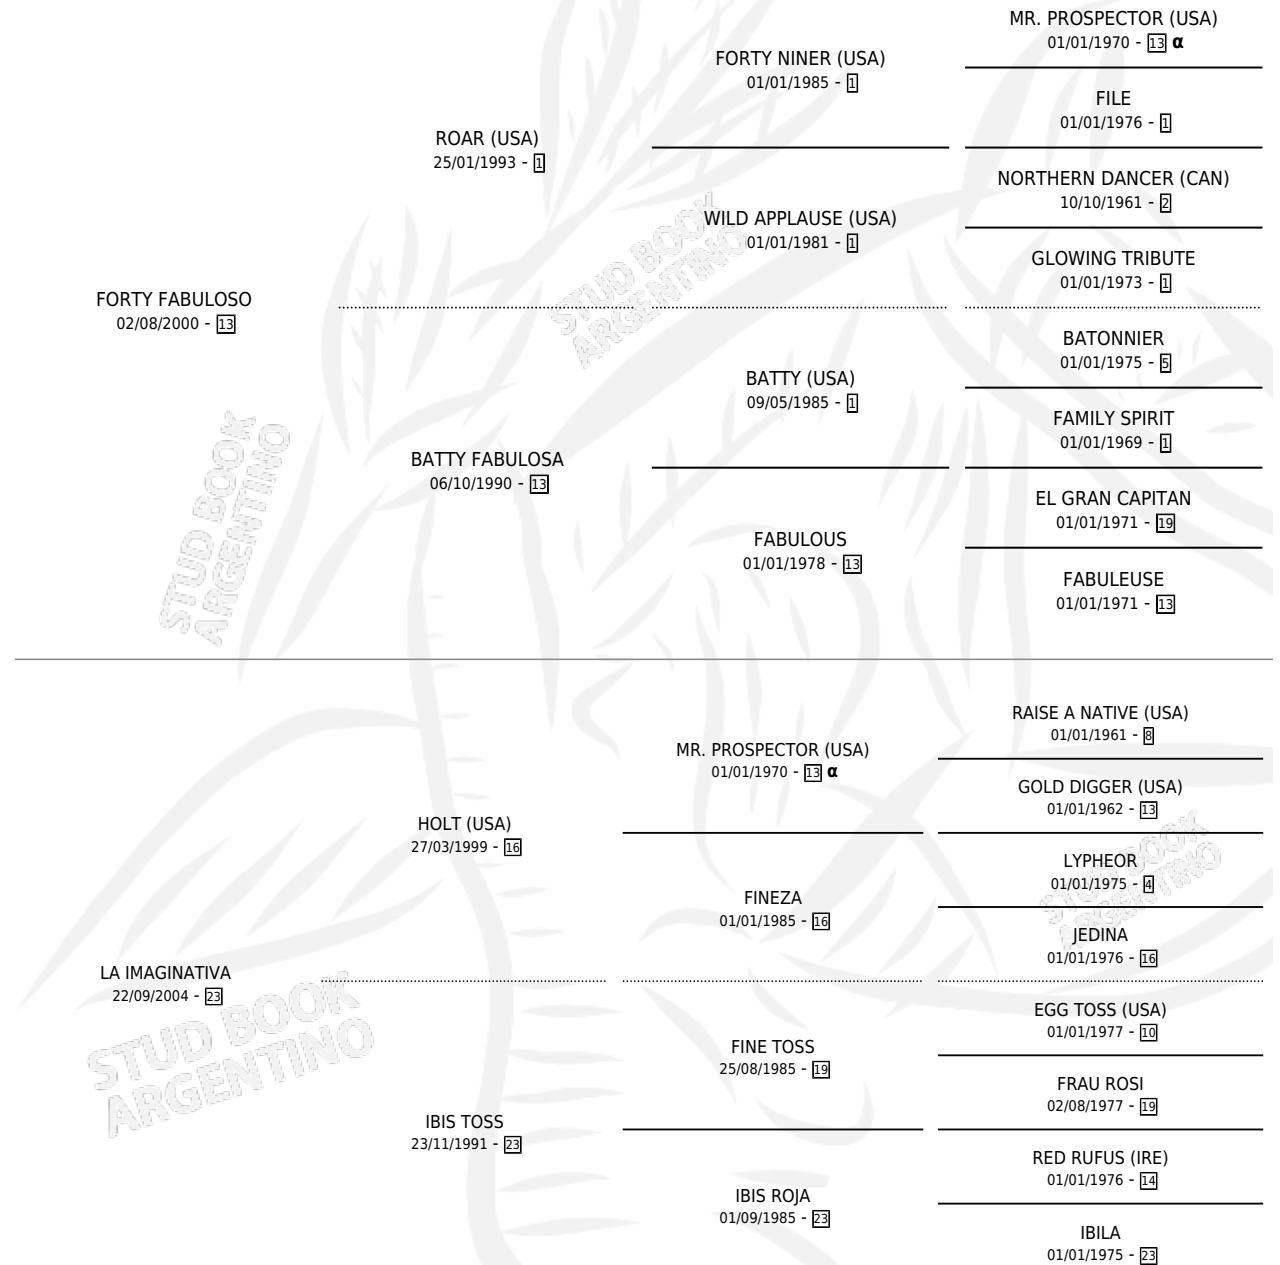 MR. PROSPECTOR (USA)
01/01/1970 - 13 α
FORTY NINER (USA)
01/01/1985 - 1
FILE
01/01/1976 - 1
ROAR (USA)
25/01/1993 - 1
NORTHERN DANCER (CAN)
10/10/1961 - 2
WILD APPLAUSE (USA)
01/01/1981 - 1
GLOWING TRIBUTE
01/01/1973 - 1
STUD BOOK
ARGENTINO
FORTY FABULOSO
02/08/2000 - 13
BATONNIER
01/01/1975 - 5
BATTY (USA)
09/05/1985 - 1
FAMILY SPIRIT
01/01/1969 - 1
BATTY FABULOSA
06/10/1990 - 13
EL GRAN CAPITAN
01/01/1971 - 19
FABULOUS
01/01/1978 - 13
FABULEUSE
01/01/1971 - 13
STUD BOOK
ARGENTINO
RAISE A NATIVE (USA)
01/01/1961 - 8
MR. PROSPECTOR (USA)
01/01/1970 - 13 α
GOLD DIGGER (USA)
01/01/1962 - 13
HOLT (USA)
27/03/1999 - 16
LYPHEOR
01/01/1975 - 4
FINEZA
01/01/1985 - 16
JEDINA
01/01/1976 - 16
STUD BOOK
ARGENTINO
LA IMAGINATIVA
22/09/2004 - 23
EGG TOSS (USA)
01/01/1977 - 10
FINE TOSS
25/08/1985 - 19
FRAU ROSI
02/08/1977 - 19
IBIS TOSS
23/11/1991 - 23
RED RUFUS (IRE)
01/01/1976 - 14
IBIS ROJA
01/09/1985 - 23
IBILA
01/01/1975 - 23
STUD BOOK
ARGENTINO